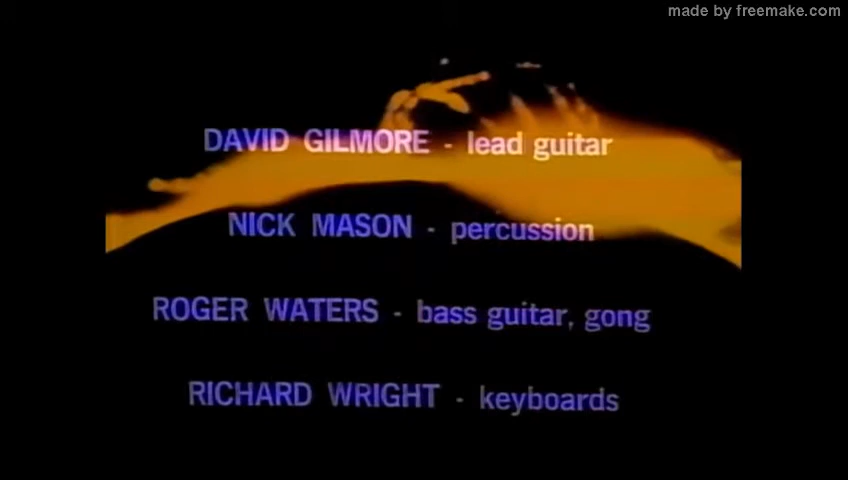 made by freemake.com
DAVID GILMORE - lead guitar
NICK MASON - percussion
ROGER WATERS - bass guitar, gong
RICHARD WRIGHT - keyboards